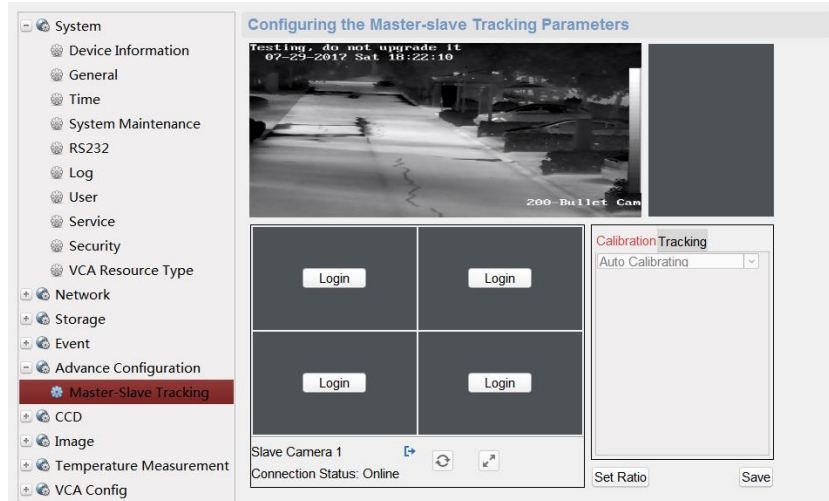 System
Device Information
General
Time
System Maintenance
RS232
Log
User
Service
Security
VCA Resource Type
Network
Storage
Event
Advance Configuration
Master-Slave Tracking
CCD
Image
Temperature Measurement
VCA Config
Configuring the Master-slave Tracking Parameters
Testing, do not upgrade it
07-29-2017 Sat 18:22:10
200-Bullet Cam
Login
Login
Login
Login
Slave Camera 1
Connection Status: Online
Calibration Tracking
Auto Calibrating
Set Ratio
Save